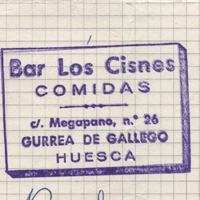 Bar Los Cisnes
COMIDAS
c/. Megapano, n.° 26
GURREA DE GALLEGO
HUESCA